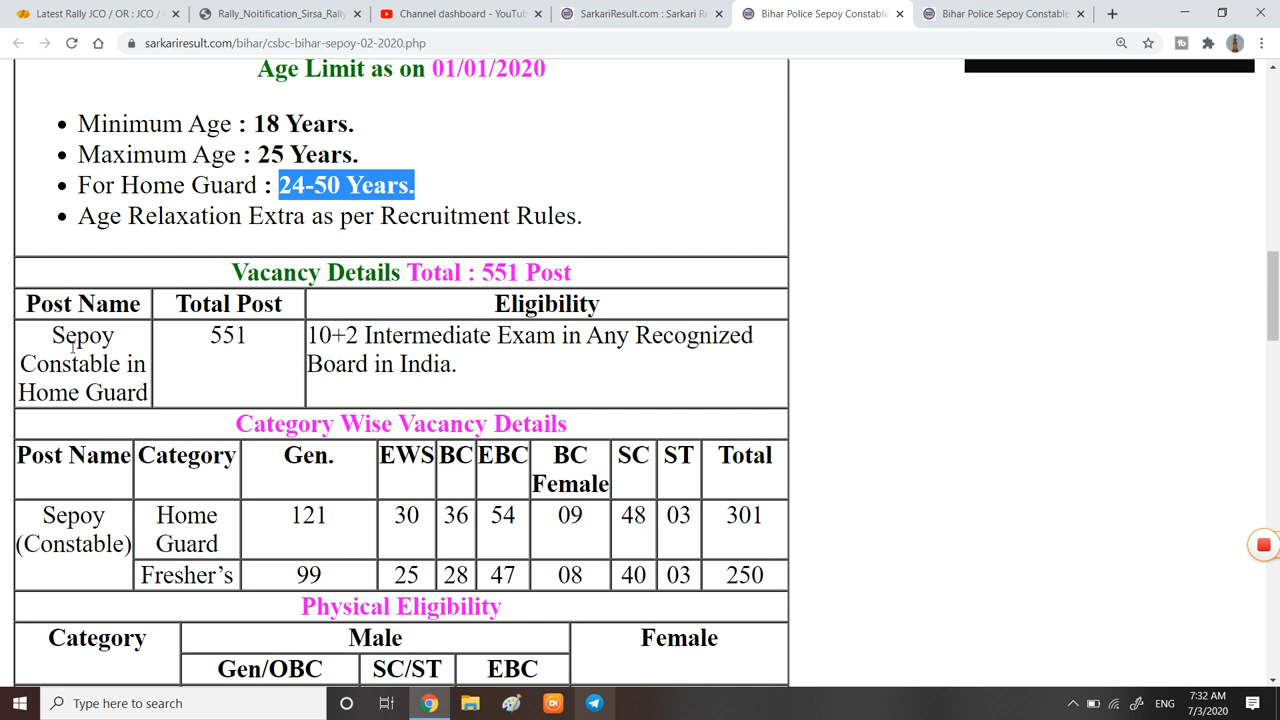 Latest Rally JCO / OR : JCO / O
Rally_Noitification_Sirsa_Rally
Channel dashboard - YouTu
SarkariResult.com : Sarkari R
Bihar Police Sepoy Constable
Bihar Police Sepoy Constable
sarkariresult.com/bihar/csbc-bihar-sepoy-02-2020.php
Age Limit as on 01/01/2020
Minimum Age : 18 Years.
Maximum Age : 25 Years.
For Home Guard : 24-50 Years.
Age Relaxation Extra as per Recruitment Rules.
Vacancy Details Total : 551 Post
Post Name Total Post Eligibility
Sepoy 551 10+2 Intermediate Exam in Any Recognized
Constable in Board in India.
Home Guard
Category Wise Vacancy Details
Post Name Category Gen. EWS BC EBC BC SC ST Total
Female
Sepoy Home 121 30 36 54 09 48 03 301
(Constable) Guard
Fresher’s 99 25 28 47 08 40 03 250
Physical Eligibility
Category Male Female
Gen/OBC SC/ST EBC
Type here to search
ENG
7:32 AM
7/3/2020